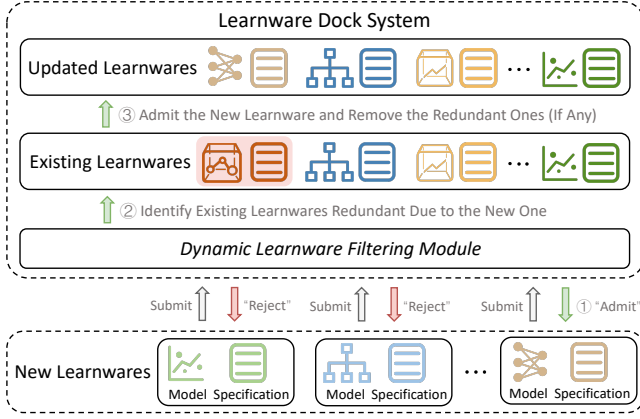 Learnware Dock System
Updated Learnwares
...
③ Admit the New Learnware and Remove the Redundant Ones (If Any)
Existing Learnwares
...
② Identify Existing Learnwares Redundant Due to the New One
Dynamic Learnware Filtering Module
Submit "Reject" Submit "Reject" Submit ① "Admit"
New Learnwares
...
Model Specification Model Specification Model Specification